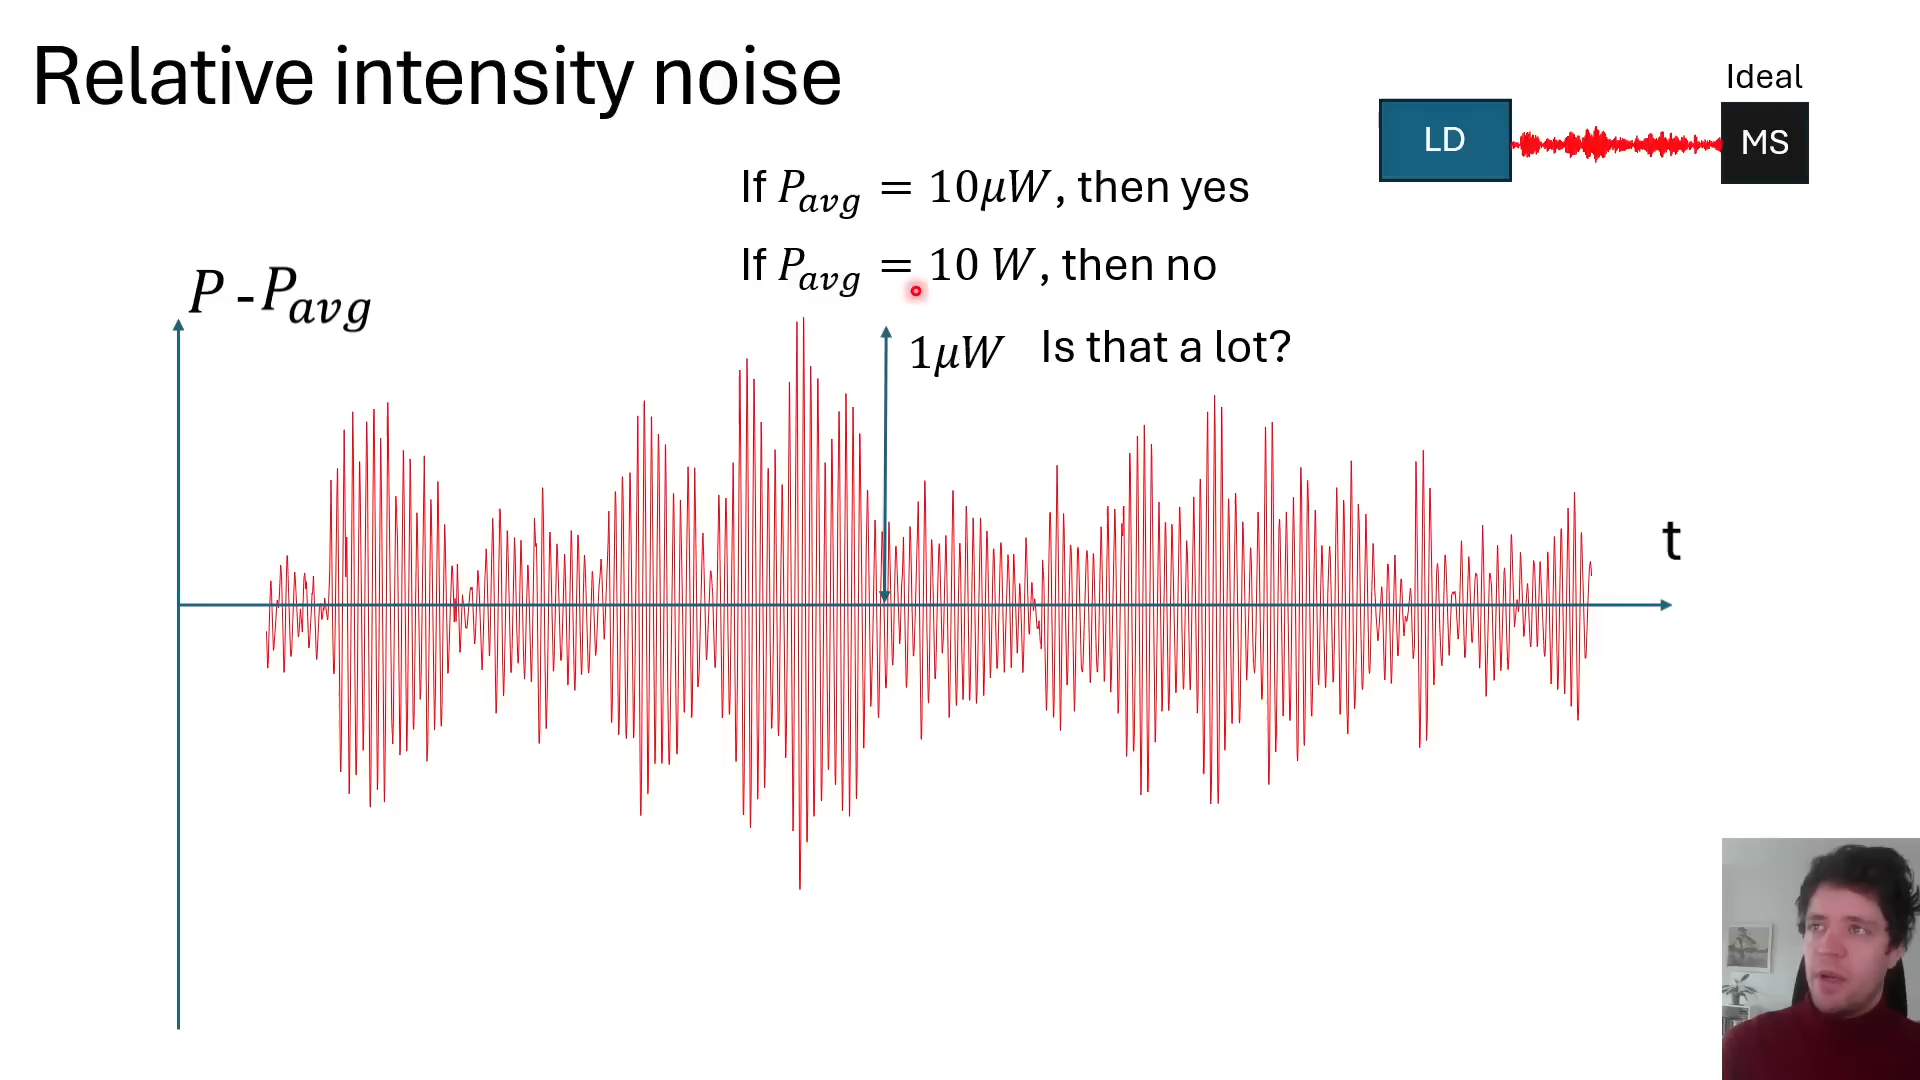 Relative intensity noise
Ideal
LD
MS
If P_avg = 10μW, then yes
If P_avg = 10 W, then no
P - P_avg
1μW Is that a lot?
t